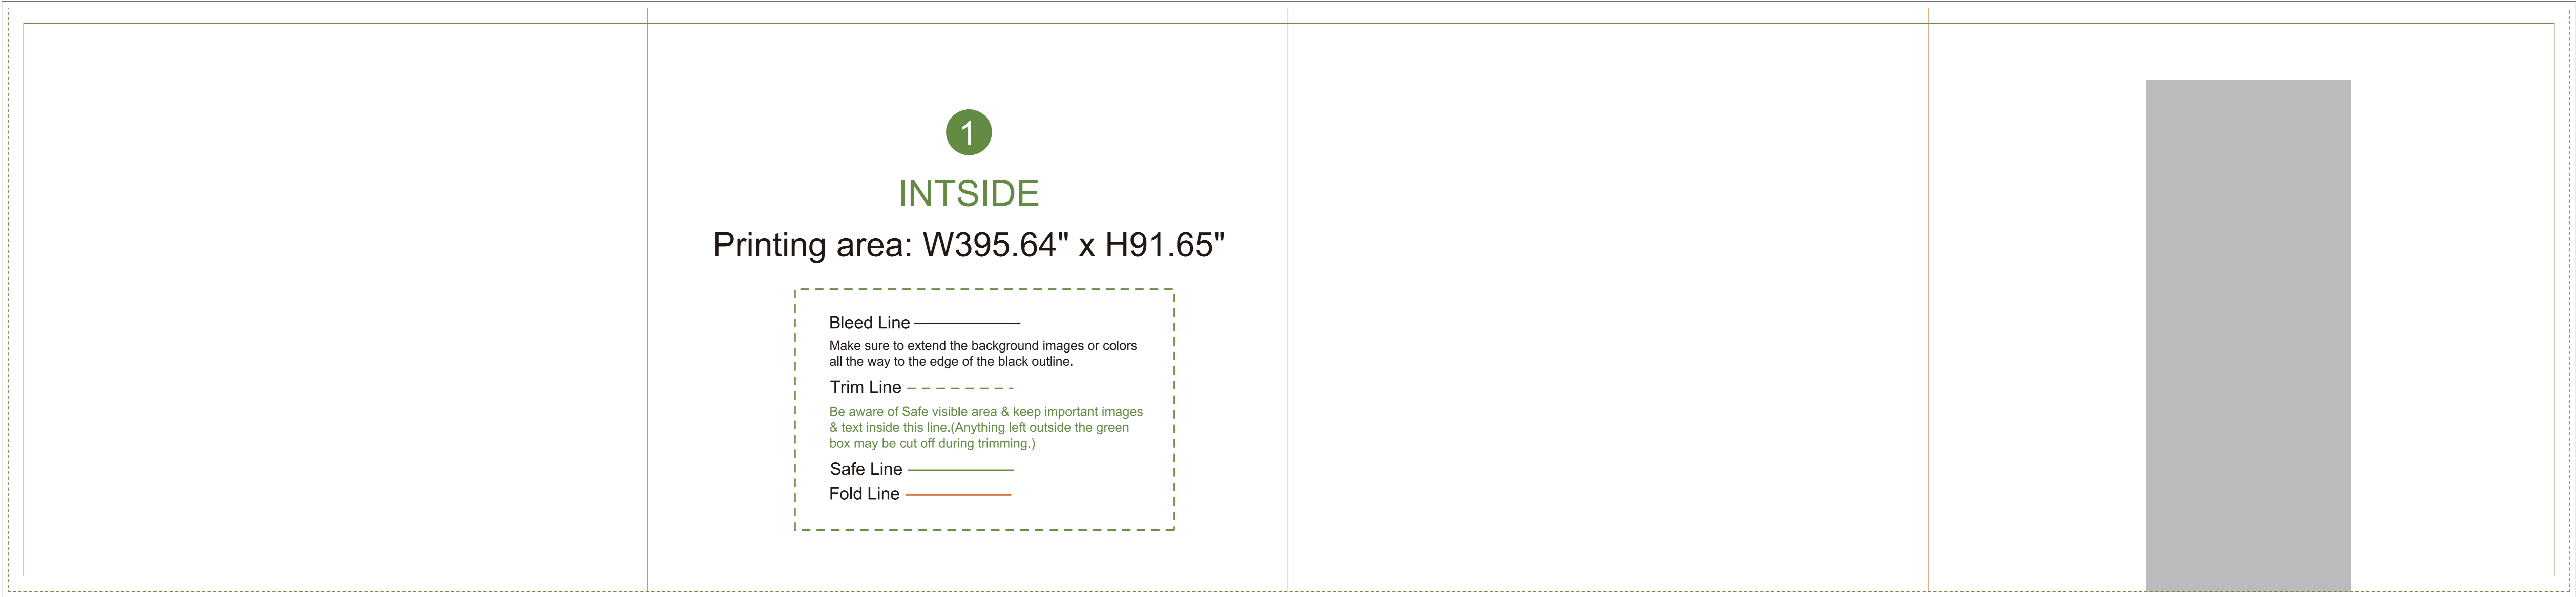 1
INTSIDE
Printing area: W395.64" x H91.65"
Bleed Line
Make sure to extend the background images or colors
all the way to the edge of the black outline.
Trim Line
Be aware of Safe visible area & keep important images
& text inside this line.(Anything left outside the green
box may be cut off during trimming.)
Safe Line
Fold Line